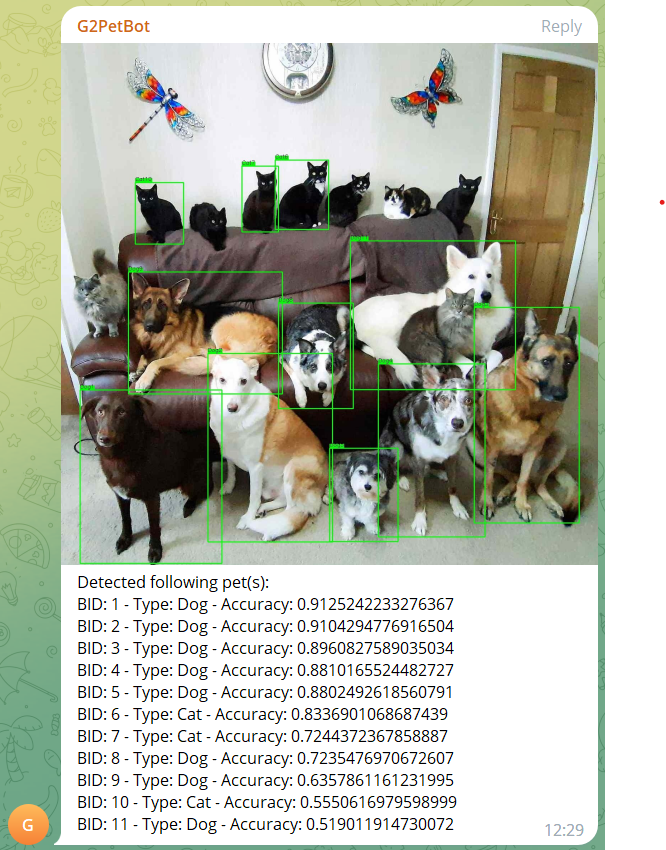 G2PetBot
Reply
Detected following pet(s):
BID: 1 - Type: Dog - Accuracy: 0.9125242233276367
BID: 2 - Type: Dog - Accuracy: 0.9104294776916504
BID: 3 - Type: Dog - Accuracy: 0.8960827589035034
BID: 4 - Type: Dog - Accuracy: 0.8810165524482727
BID: 5 - Type: Dog - Accuracy: 0.8802492618560791
BID: 6 - Type: Cat - Accuracy: 0.8336901068687439
BID: 7 - Type: Cat - Accuracy: 0.7244372367858887
BID: 8 - Type: Dog - Accuracy: 0.7235476970672607
BID: 9 - Type: Dog - Accuracy: 0.6357861161231995
BID: 10 - Type: Cat - Accuracy: 0.5550616979598999
BID: 11 - Type: Dog - Accuracy: 0.519011914730072
G
12:29